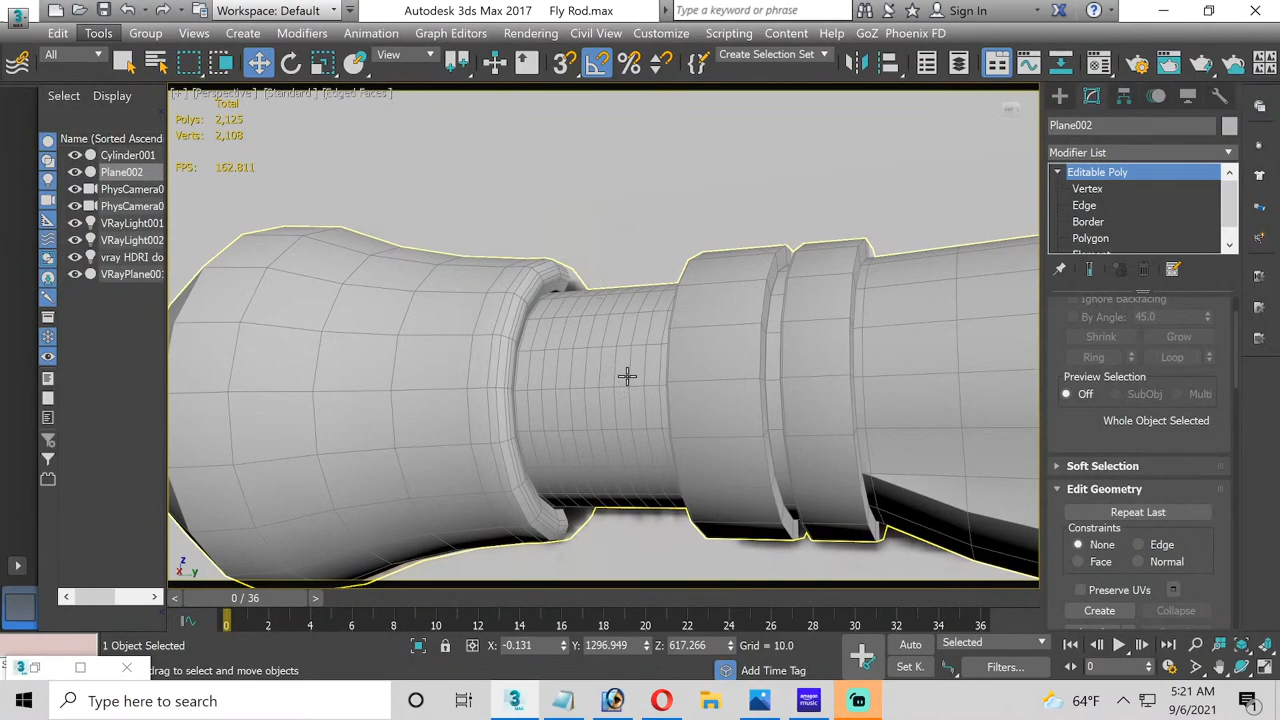 Workspace: Default
Autodesk 3ds Max 2017 Fly Rod.max
Type a keyword or phrase
Sign In
Edit Tools Group Views Create Modifiers Animation Graph Editors Rendering Civil View Customize Scripting Content Help GoZ Phoenix FD
All
View
Create Selection Set
Select Display
[+] [Perspective] [Standard] [Edged Faces]
Total
Polys: 2,125
Verts: 2,108
FPS: 162.811
Name (Sorted Ascend
Cylinder001
Plane002
PhysCamera0
PhysCamera0
VRayLight001
VRayLight002
vray HDRI do
VRayPlane00
Plane002
Modifier List
Editable Poly
Vertex
Edge
Border
Polygon
Ignore Backfacing
By Angle: 45.0
Shrink Grow
Ring Loop
Preview Selection
Off SubObj Multi
Whole Object Selected
Soft Selection
Edit Geometry
Repeat Last
Constraints
None Edge
Face Normal
Preserve UVs
Create Collapse
z
x y
0 / 36
0 2 4 6 8 10 12 14 16 18 20 22 24 26 28 30 32 34 36
1 Object Selected
X: -0.131 Y: 1296.949 Z: 617.266 Grid = 10.0
Auto Selected
drag to select and move objects
Add Time Tag
Set K. Filters...
0
Type here to search
amazon music
64°F
5:21 AM
9/6/2021